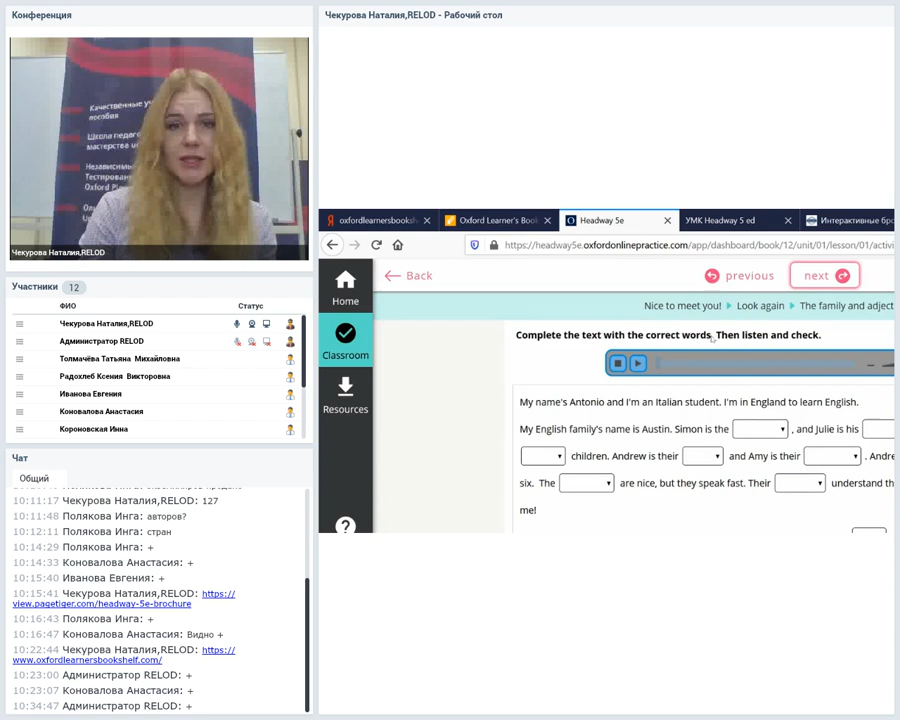 Конференция
Качественные
пособия
Школа педаго
мастерства
Независимы
Тестирован
Oxford
Чекурова Наталия,RELOD
Участники 12
ФИО Статус
Чекурова Наталия,RELOD
Администратор RELOD
Толмачёва Татьяна Михайловна
Радохлеб Ксения Викторовна
Иванова Евгения
Коновалова Анастасия
Короновская Инна
Чат
Общий
10:11:17 Чекурова Наталия,RELOD: 127
10:11:48 Полякова Инга: авторов?
10:12:11 Полякова Инга: стран
10:14:29 Полякова Инга: +
10:14:33 Коновалова Анастасия: +
10:15:40 Иванова Евгения: +
10:15:41 Чекурова Наталия,RELOD: https://
view.pagetiger.com/headway-5e-brochure
10:16:43 Полякова Инга: +
10:16:47 Коновалова Анастасия: Видно +
10:22:44 Чекурова Наталия,RELOD: https://
www.oxfordlearnersbookshelf.com/
10:23:00 Администратор RELOD: +
10:23:07 Коновалова Анастасия: +
10:34:47 Администратор RELOD: +
Чекурова Наталия,RELOD - Рабочий стол
oxfordlearnersbooksh Oxford Learner's Boo Headway 5e УМК Headway 5 ed Интерактивные бр
https://headway5e.oxfordonlinepractice.com/app/dashboard/book/12/unit/01/lesson/01/activi
Home
Classroom
Resources
?
Back previous next
Nice to meet you! Look again The family and adject
Complete the text with the correct words. Then listen and check.
My name's Antonio and I'm an Italian student. I'm in England to learn English.
My English family's name is Austin. Simon is the , and Julie is his
children. Andrew is their and Amy is their . Andre
six. The are nice, but they speak fast. Their understand th
me!